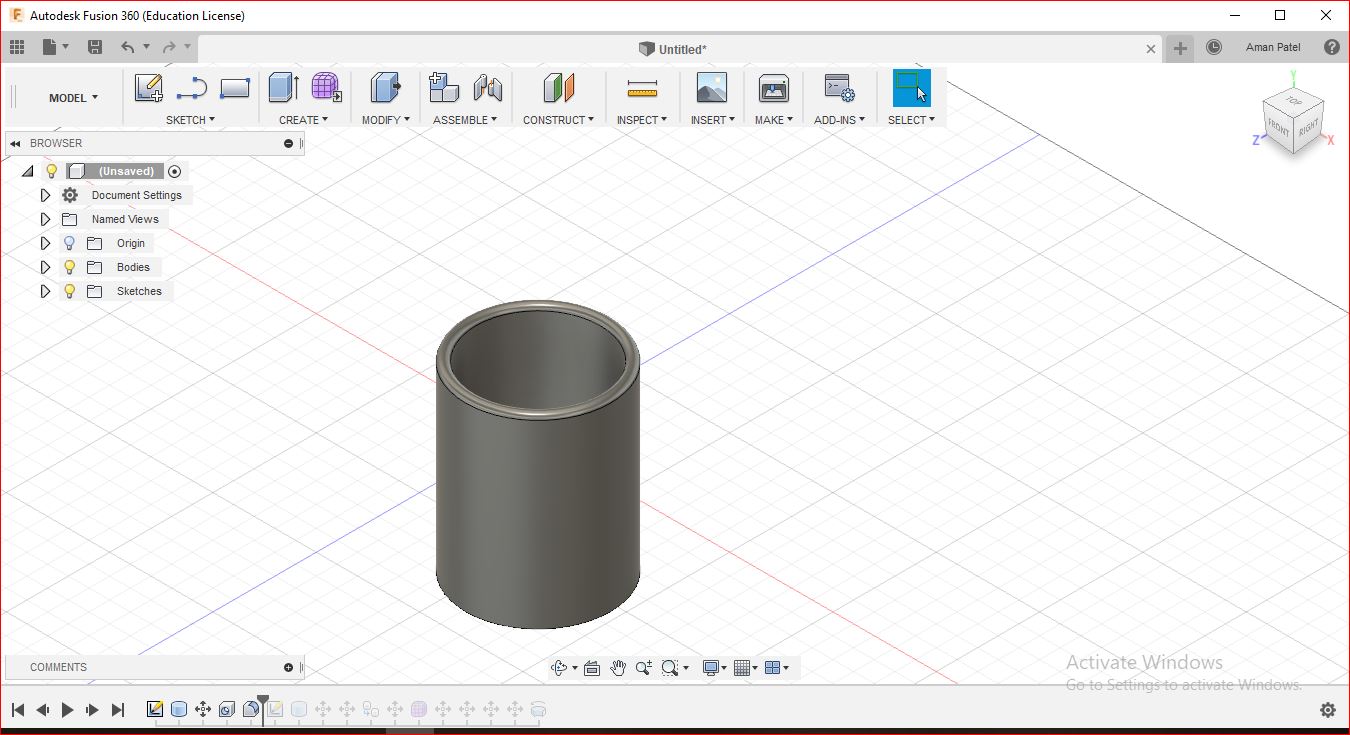 Autodesk Fusion 360 (Education License)
Untitled*
Aman Patel
MODEL
SKETCH
CREATE
MODIFY
ASSEMBLE
CONSTRUCT
INSPECT
INSERT
MAKE
ADD-INS
SELECT
BROWSER
(Unsaved)
Document Settings
Named Views
Origin
Bodies
Sketches
Y
TOP
FRONT
RIGHT
Z
X
COMMENTS
Activate Windows
Go to Settings to activate Windows.